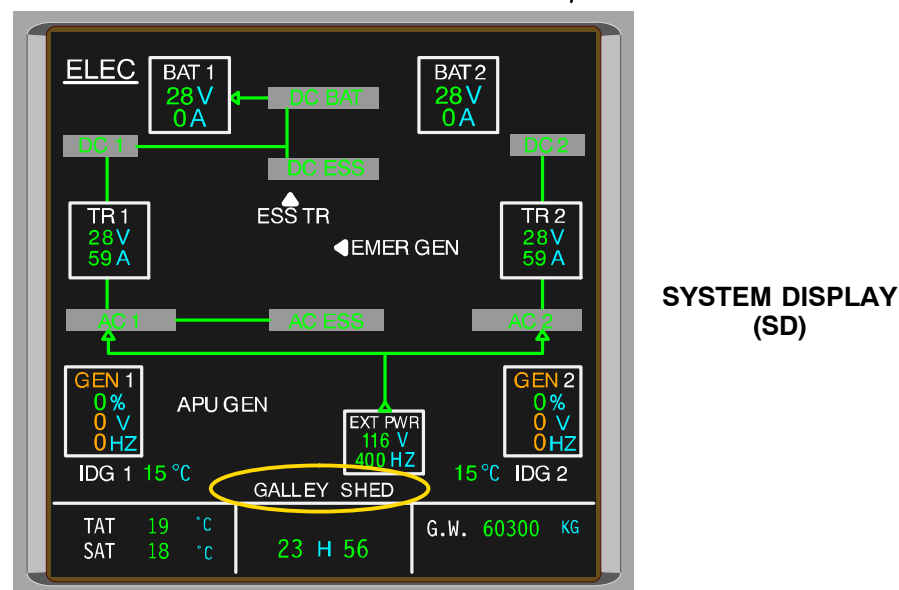 ELEC
BAT 1
28 V
0 A
DC BAT
BAT 2
28 V
0 A
DC 1
DC 2
DC ESS
TR 1
28 V
59 A
ESS TR
EMER GEN
TR 2
28 V
59 A
SYSTEM DISPLAY
(SD)
AC 1
AC ESS
AC 2
GEN 1
0 %
0 V
0 HZ
APU GEN
EXT PWR
116 V
400 HZ
GEN 2
0 %
0 V
0 HZ
IDG 1 15 °C
15 °C IDG 2
GALLEY SHED
TAT 19 °C
SAT 18 °C
23 H 56
G.W. 60300 KG